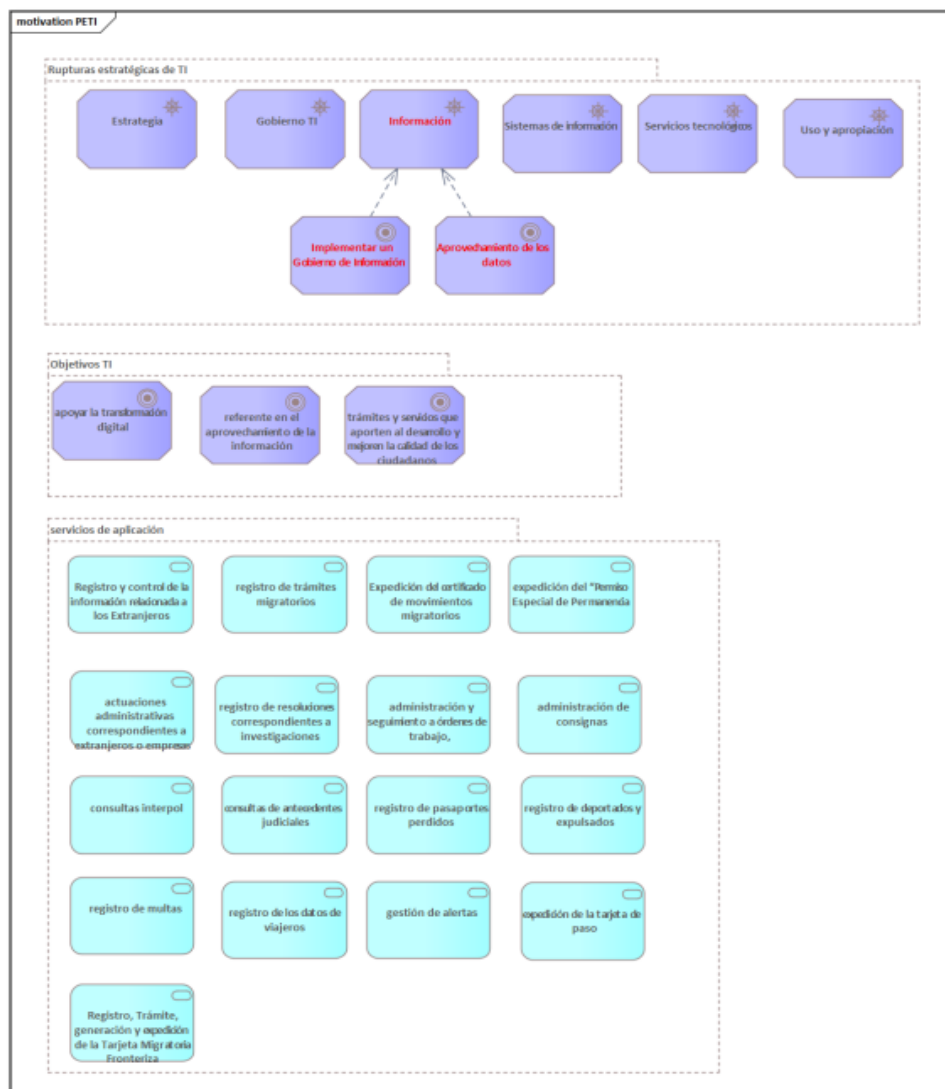 motivation PETI
Rupturas estratégicas de TI
Estrategia
Gobierno TI
Información
Sistemas de información
Servicios tecnológicos
Uso y apropiación
Implementar un
Gobierno de Información
Aprovechamiento de los
datos
Objetivos TI
apoyar la transformación
digital
referente en el
aprovechamiento de la
información
trámites y servicios que
aporten al desarrollo y
mejoren la calidad de los
ciudadanos
servicios de aplicación
Registro y control de la
información relacionada a
los Extranjeros
registro de trámites
migratorios
Expedición del certificado
de movimientos
migratorios
expedición del "Permiso
Especial de Permanencia
actuaciones
administrativas
correspondientes a
extranjeros o empresas
registro de resoluciones
correspondientes a
investigaciones
administración y
seguimiento a órdenes de
trabajo,
administración de
consignas
consultas interpol
consultas de antecedentes
judiciales
registro de pasaportes
perdidos
registro de deportados y
expulsados
registro de multas
registro de los datos de
viajeros
gestión de alertas
expedición de la tarjeta de
paso
Registro, Trámite,
generación y expedición
de la Tarjeta Migratoria
Fronteriza